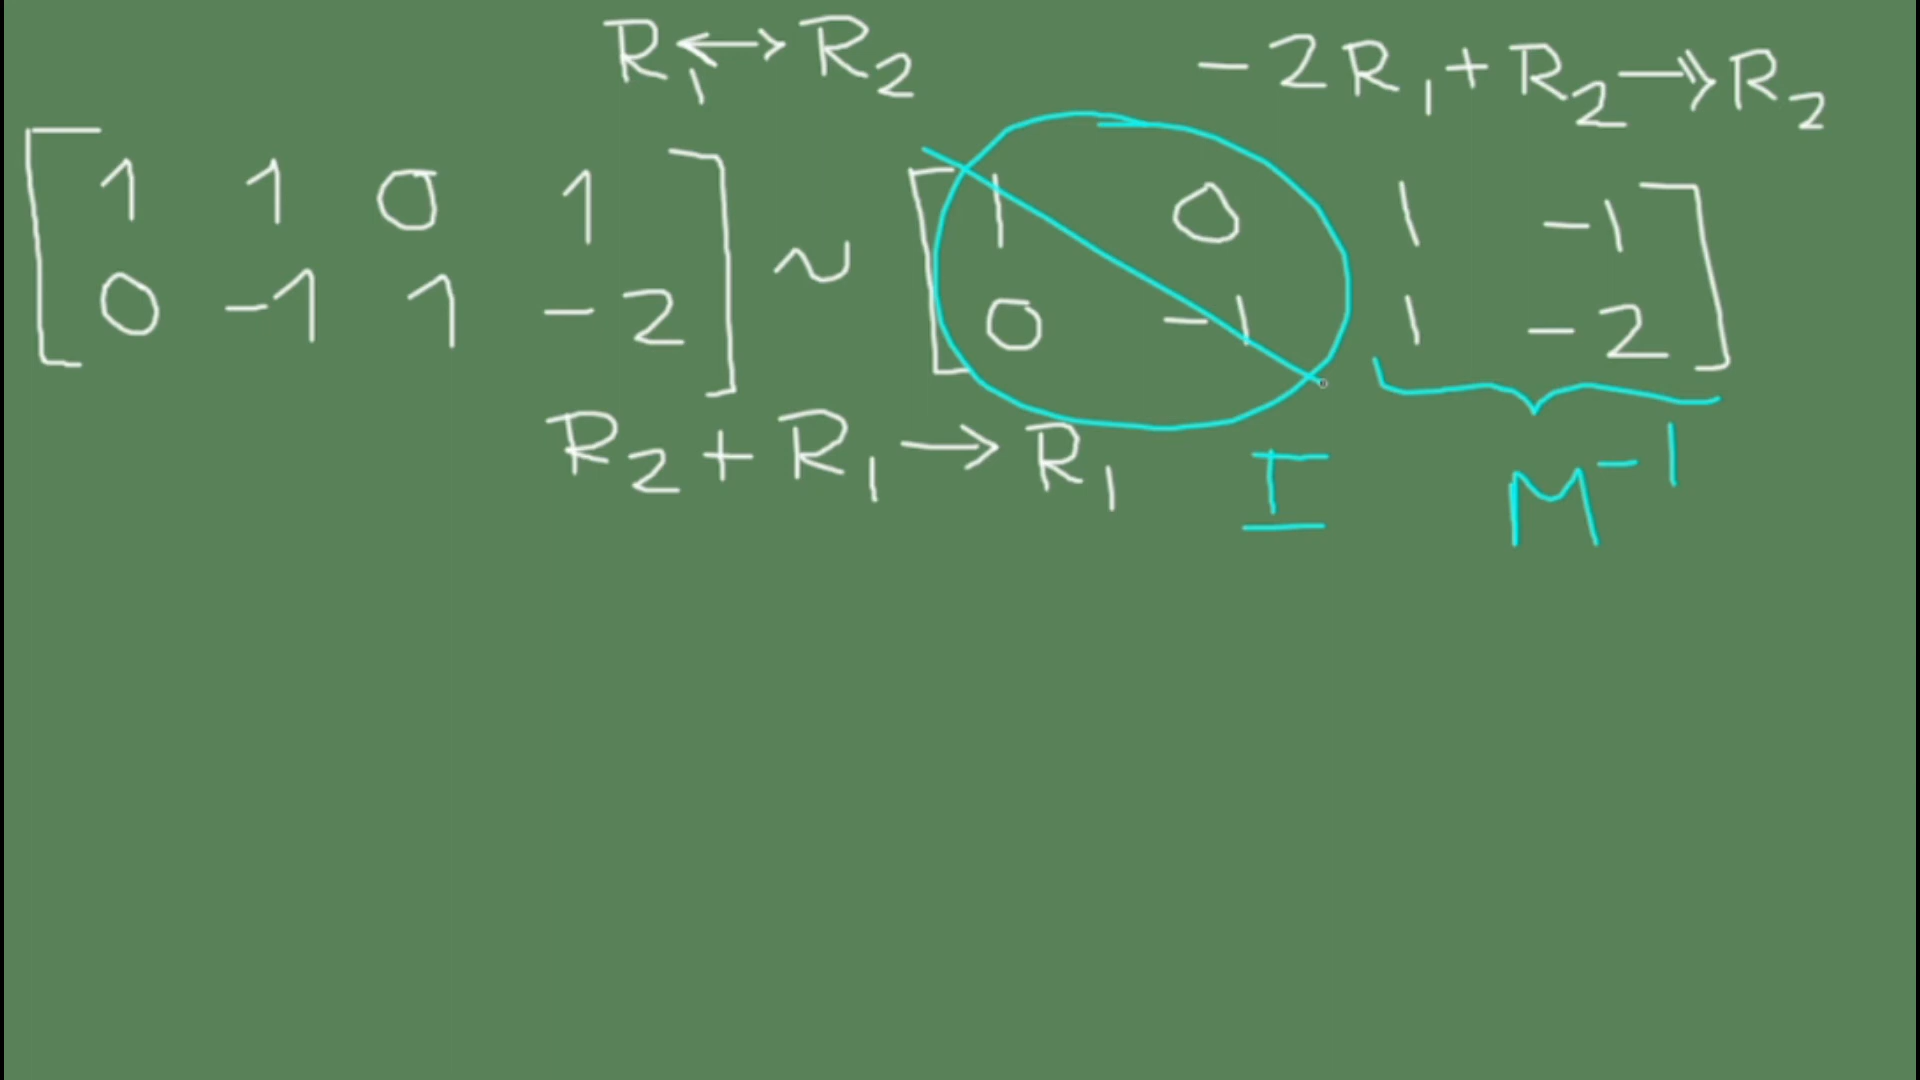 R₁ ↔ R₂ -2R₁ + R₂ → R₂
[1 1 0 1] ~ [1 0 1 -1]
[0 -1 1 -2] [0 -1 1 -2]
R₂ + R₁ → R₁ I M⁻¹